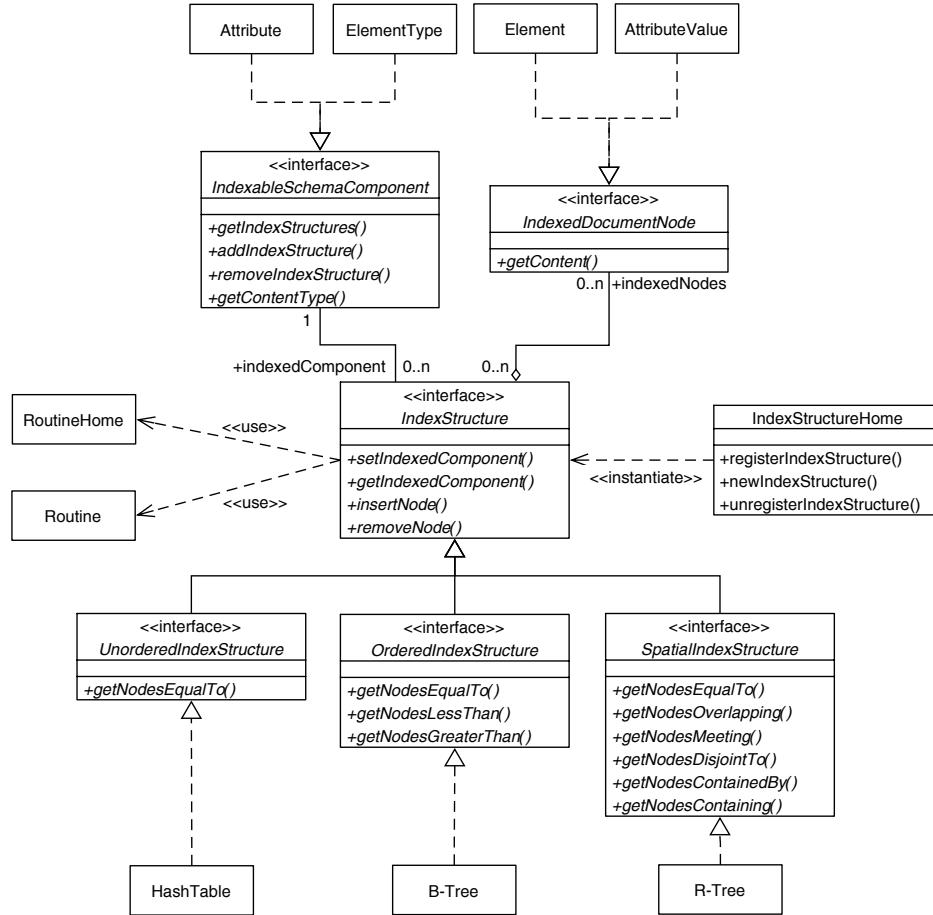 Attribute
ElementType
Element
AttributeValue
<<interface>>
IndexableSchemaComponent
+getIndexStructures()
+addIndexStructure()
+removeIndexStructure()
+getContentType()
<<interface>>
IndexedDocumentNode
+getContent()
1
0..n +indexedNodes
+indexedComponent
0..n
0..n
<<interface>>
IndexStructure
+setIndexedComponent()
+getIndexedComponent()
+insertNode()
+removeNode()
RoutineHome
<<use>>
Routine
<<use>>
IndexStructureHome
+registerIndexStructure()
+newIndexStructure()
+unregisterIndexStructure()
<<instantiate>>
<<interface>>
UnorderedIndexStructure
+getNodesEqualTo()
<<interface>>
OrderedIndexStructure
+getNodesEqualTo()
+getNodesLessThan()
+getNodesGreaterThan()
<<interface>>
SpatialIndexStructure
+getNodesEqualTo()
+getNodesOverlapping()
+getNodesMeeting()
+getNodesDisjointTo()
+getNodesContainedBy()
+getNodesContaining()
HashTable
B-Tree
R-Tree